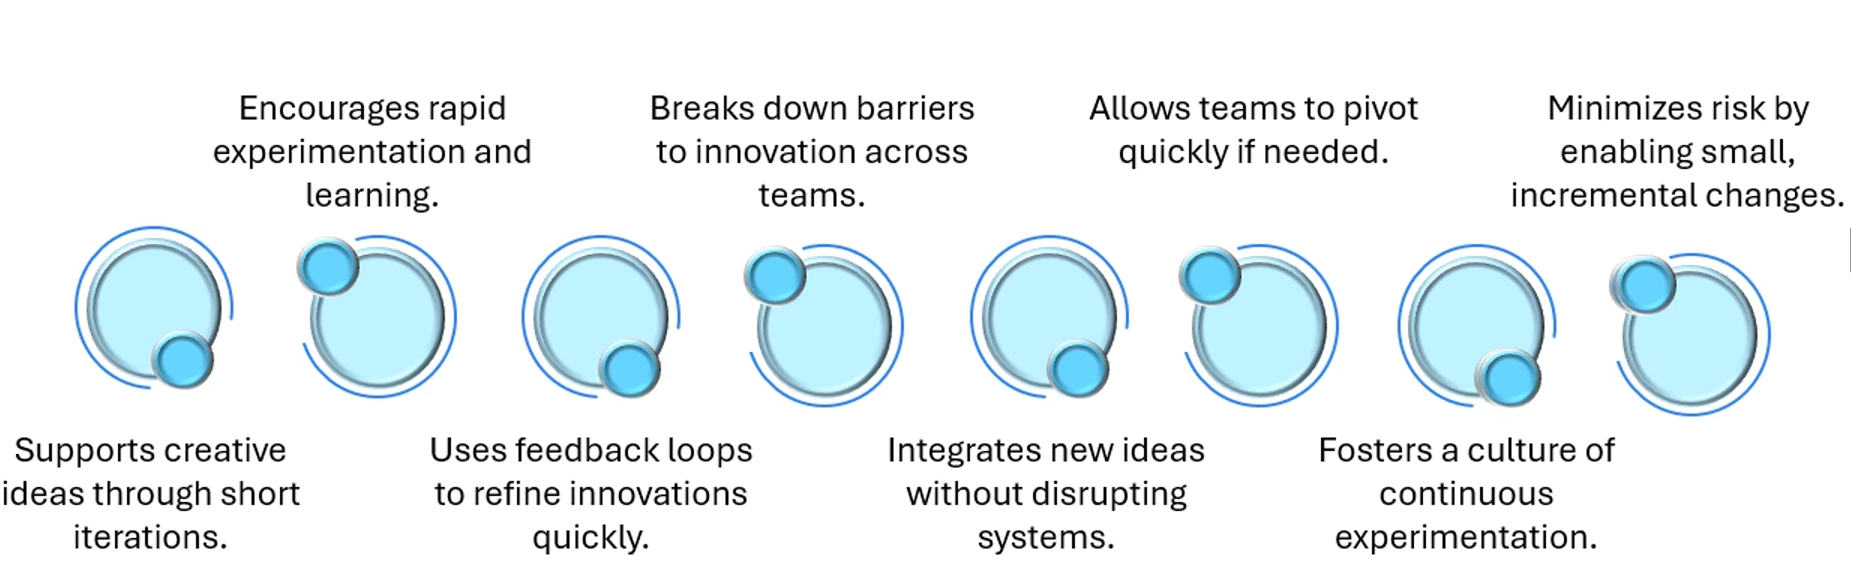 Encourages rapid
experimentation and
learning.
Breaks down barriers
to innovation across
teams.
Allows teams to pivot
quickly if needed.
Minimizes risk by
enabling small,
incremental changes.
Supports creative
ideas through short
iterations.
Uses feedback loops
to refine innovations
quickly.
Integrates new ideas
without disrupting
systems.
Fosters a culture of
continuous
experimentation.